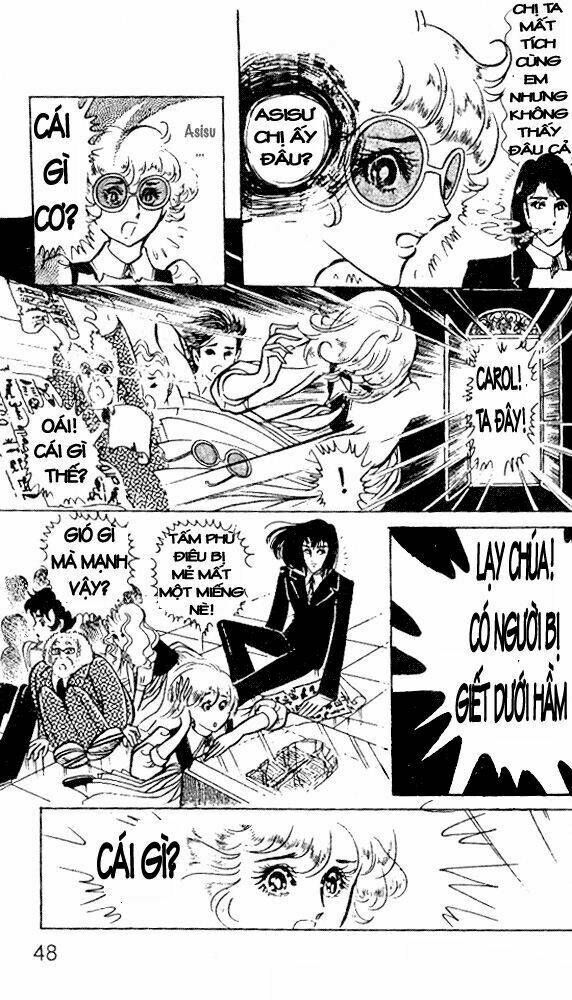 CHỊ TA
MẤT
TÍCH
CÙNG
EM
NHƯNG
KHÔNG
THẤY
ĐÂU CẢ
ASISƯ
CHỊ ẤY
ĐÂU?
Asisu
...
CÁI
GÌ
CƠ?
CAROL!
TA ĐÂY!
!
OÁI!
CÁI GÌ
THẾ?
LẠY CHÚA!
CÓ NGƯỜI BỊ
GIẾT DƯỚI HẦM
TẤM PHÙ
ĐIÊU BỊ
MẺ MẤT
MỘT MIẾNG
NÈ!
GIÓ GÌ
MÀ MẠNH
VẬY?
CÁI GÌ?
48